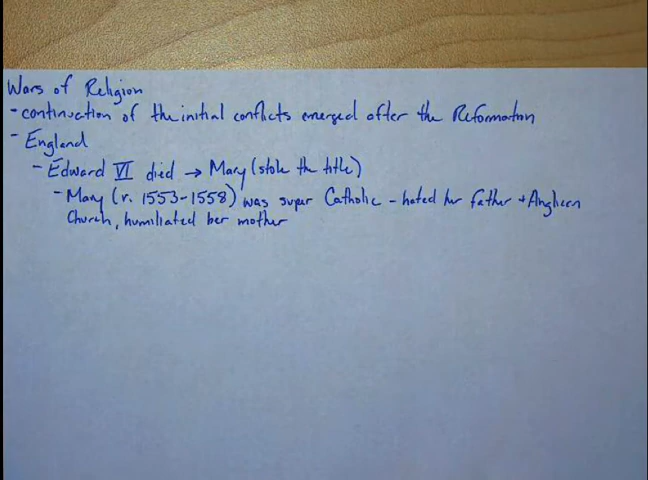 Wars of Religion
- continuation of the initial conflicts emerged after the Reformation
- England
- Edward VI died → Mary (stole the title)
- Mary (r. 1553-1558) was super Catholic - hated her father + Anglican
Church, humiliated her mother